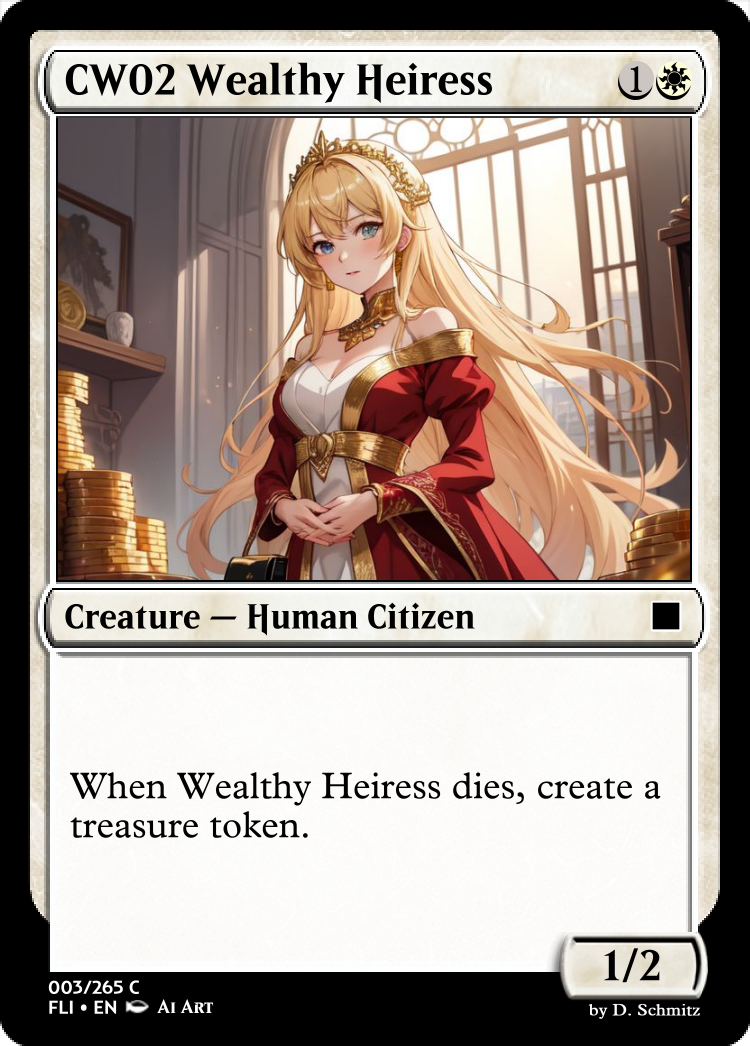 CW02 Wealthy Heiress 1
Creature — Human Citizen
When Wealthy Heiress dies, create a
treasure token.
1/2
003/265 C
FLI • EN AI ART
by D. Schmitz